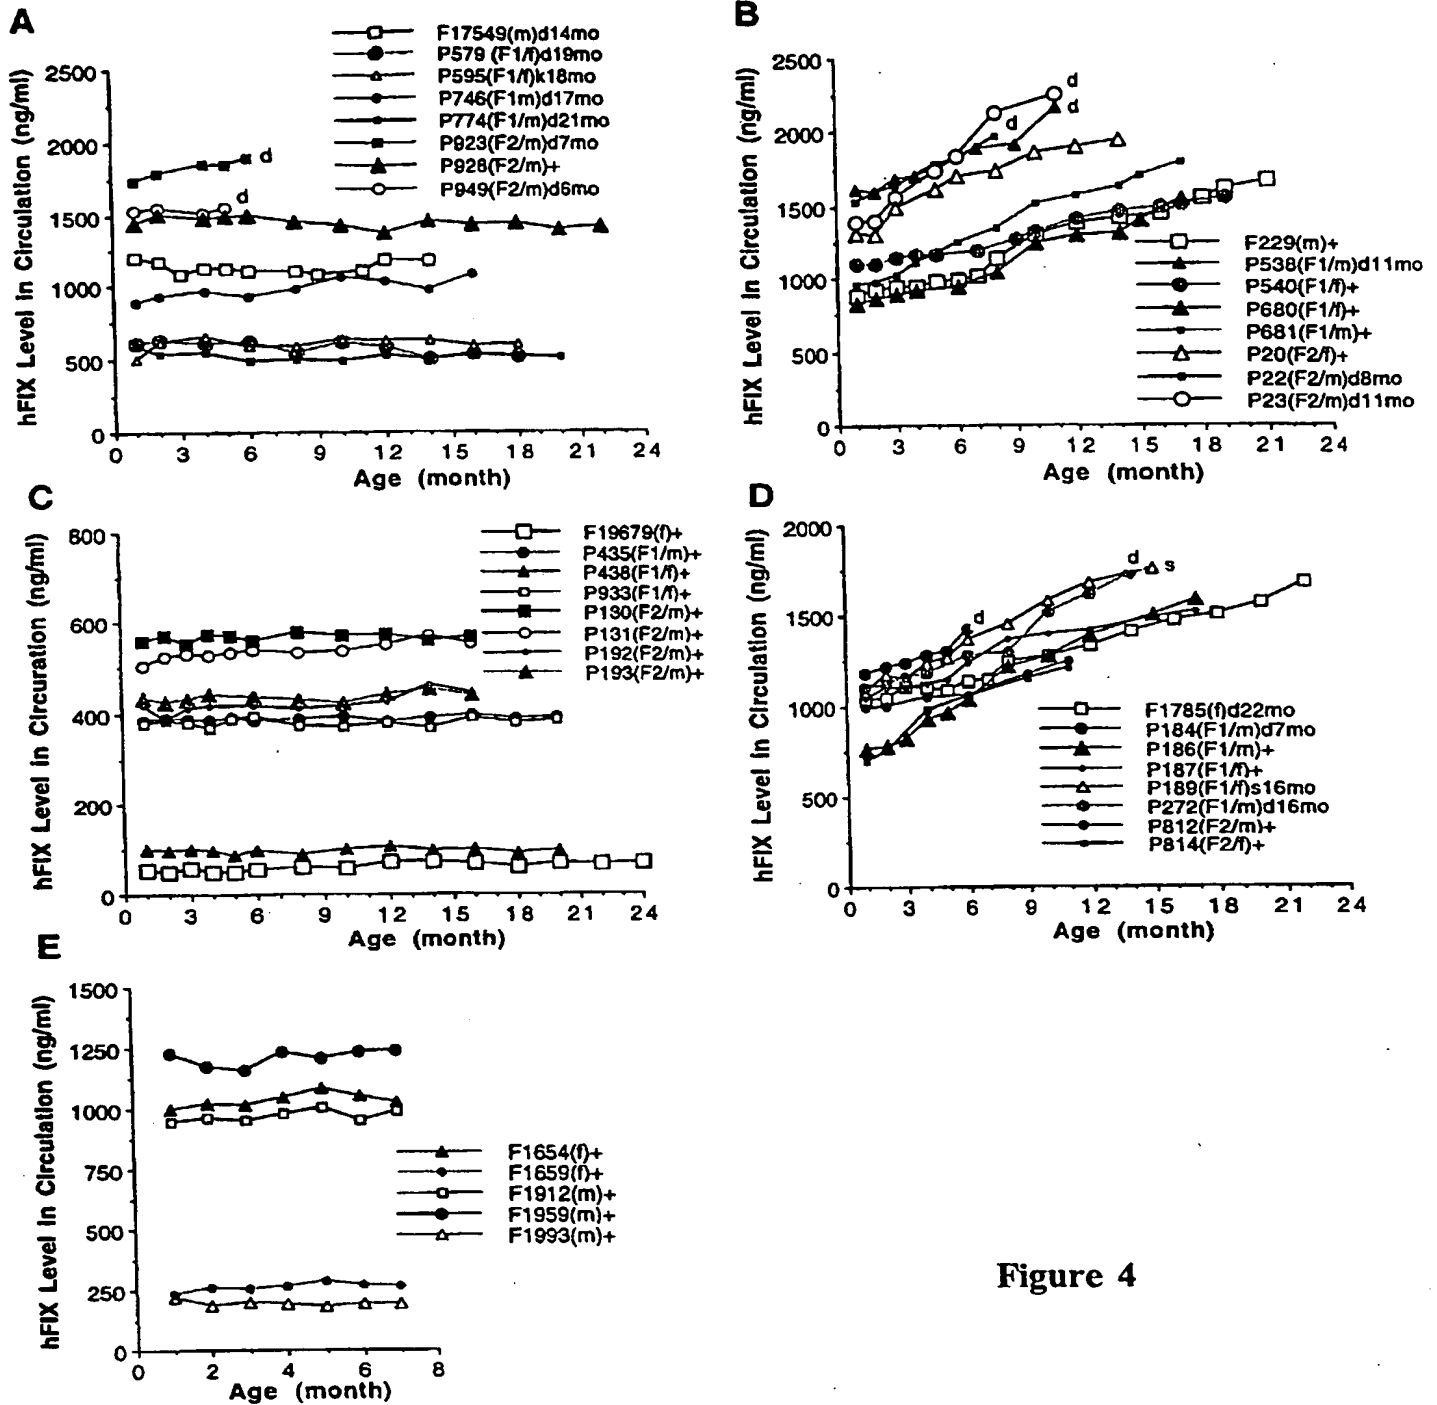 A
F17549(m)d14mo
P579 (F1/f)d19mo
P595(F1/f)k18mo
P746(F1m)d17mo
P774(F1/m)d21mo
P923(F2/m)d7mo
P928(F2/m)+
P949(F2/m)d6mo
hFIX Level in Circulation (ng/ml)
2500
2000
1500
1000
500
0
d
d
0 3 6 9 12 15 18 21 24
Age (month)
B
hFIX Level in Circulation (ng/ml)
2500
2000
1500
1000
500
0
d
d
d
F229(m)+
P538(F1/m)d11mo
P540(F1/f)+
P680(F1/f)+
P681(F1/m)+
P20(F2/f)+
P22(F2/m)d8mo
P23(F2/m)d11mo
0 3 6 9 12 15 18 21 24
Age (month)
C
hFIX Level in Circuration (ng/ml)
800
600
400
200
0
F19679(f)+
P435(F1/m)+
P438(F1/f)+
P933(F1/f)+
P130(F2/m)+
P131(F2/m)+
P192(F2/m)+
P193(F2/m)+
0 3 6 9 12 15 18 21 24
Age (month)
D
hFIX Level in Circulation (ng/ml)
2000
1500
1000
500
0
d
d
s
F1785(f)d22mo
P184(F1/m)d7mo
P186(F1/m)+
P187(F1/f)+
P189(F1/f)s16mo
P272(F1/m)d16mo
P812(F2/m)+
P814(F2/f)+
0 3 6 9 12 15 18 21 24
Age (month)
E
hFIX Level in Circulation (ng/ml)
1500
1250
1000
750
500
250
0
F1654(f)+
F1659(f)+
F1912(m)+
F1959(m)+
F1993(m)+
0 2 4 6 8
Age (month)
Figure 4